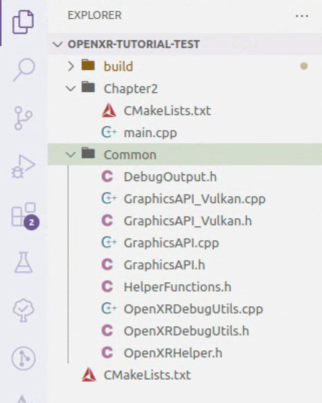 EXPLORER
OPENXR-TUTORIAL-TEST
build
Chapter2
CMakeLists.txt
main.cpp
Common
DebugOutput.h
GraphicsAPI_Vulkan.cpp
GraphicsAPI_Vulkan.h
GraphicsAPI.cpp
GraphicsAPI.h
HelperFunctions.h
2
OpenXRDebugUtils.cpp
OpenXRDebugUtils.h
OpenXRHelper.h
CMakeLists.txt